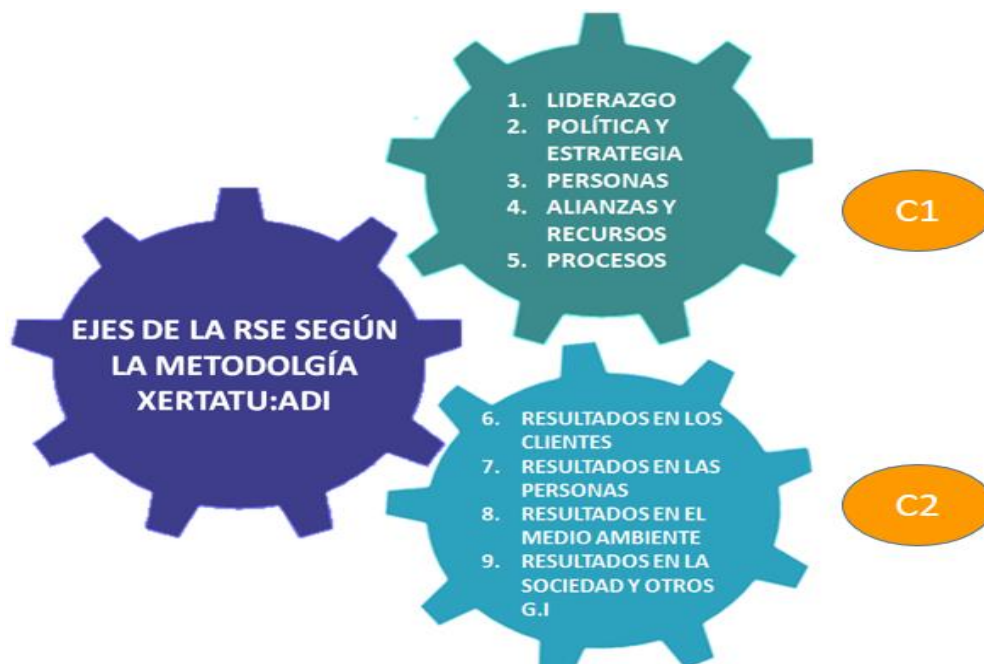 EJES DE LA RSE SEGÚN
LA METODOLGÍA
XERTATU:ADI
1. LIDERAZGO
2. POLÍTICA Y
ESTRATEGIA
3. PERSONAS
4. ALIANZAS Y
RECURSOS
5. PROCESOS
C1
6. RESULTADOS EN LOS
CLIENTES
7. RESULTADOS EN LAS
PERSONAS
8. RESULTADOS EN EL
MEDIO AMBIENTE
9. RESULTADOS EN LA
SOCIEDAD Y OTROS
G.I
C2